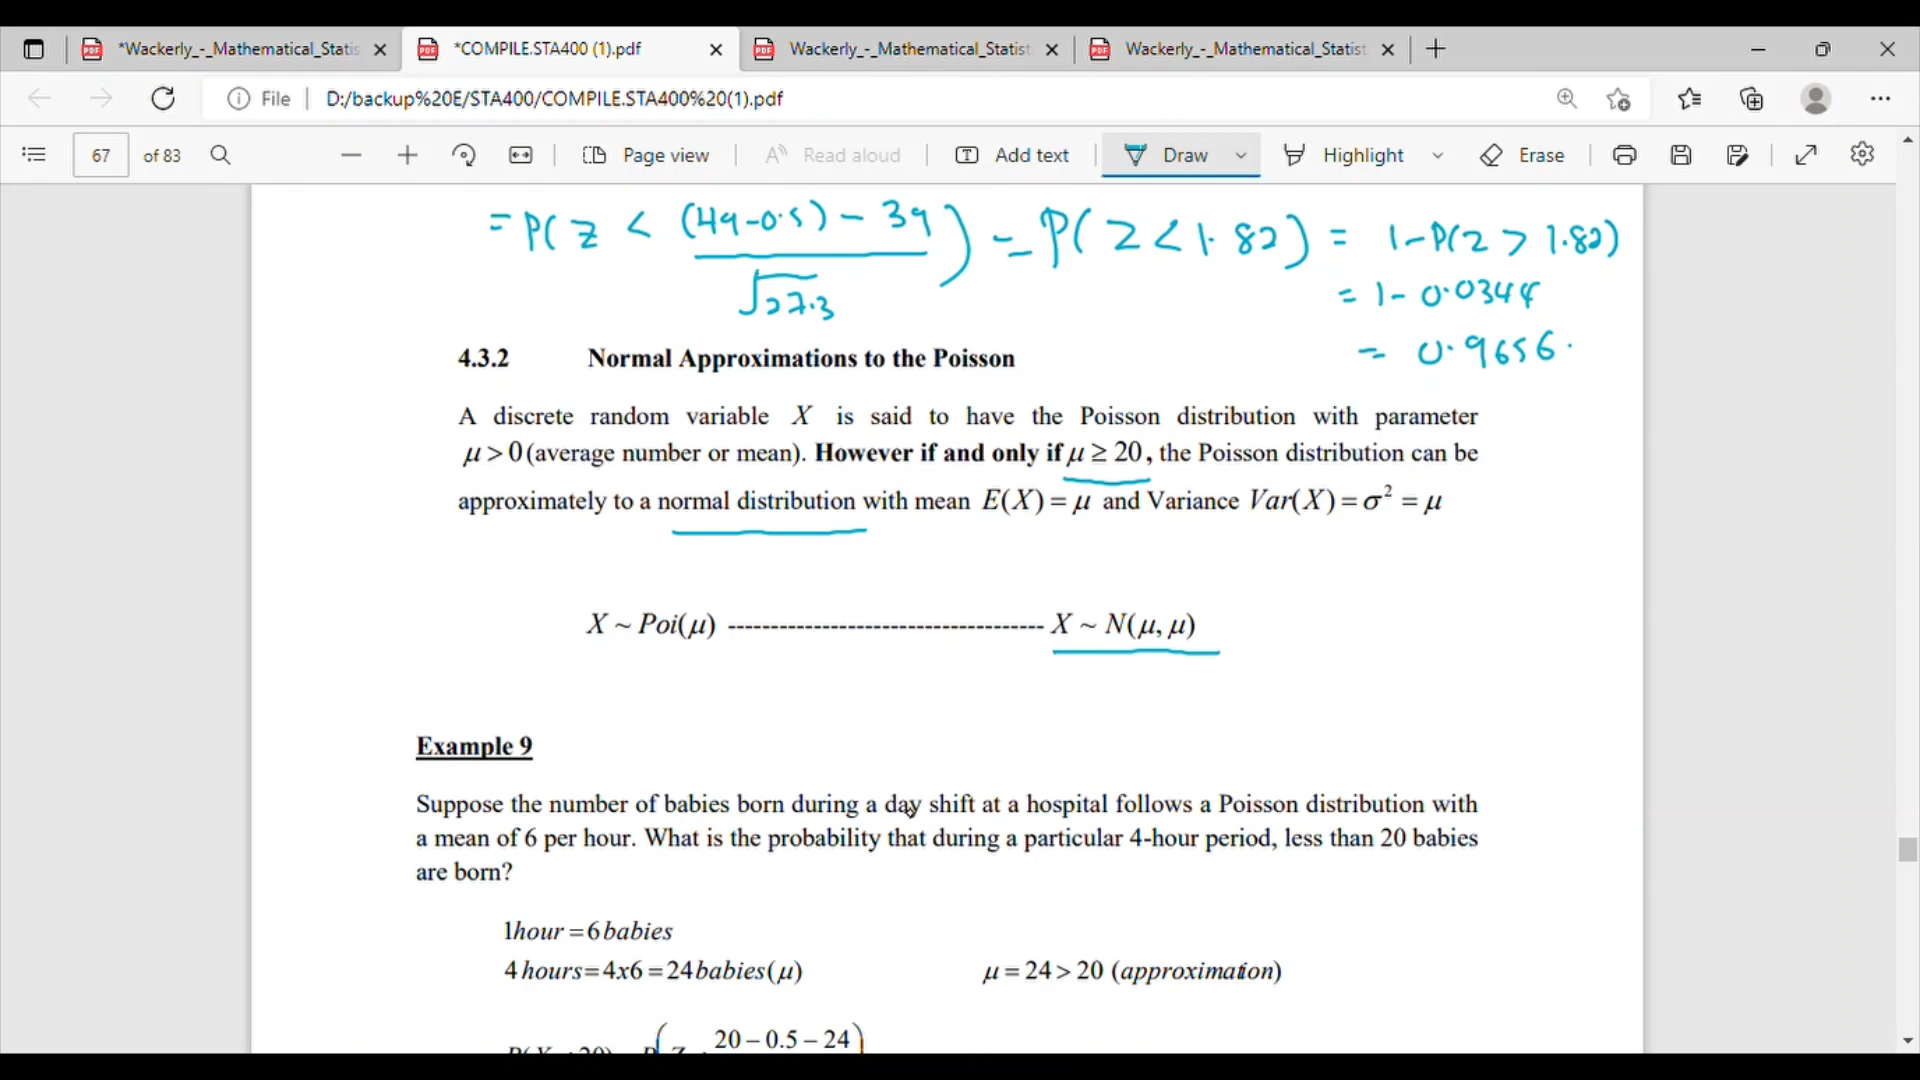 *Wackerly_-_Mathematical_Statis
*COMPILE.STA400 (1).pdf
Wackerly_-_Mathematical_Statist
Wackerly_-_Mathematical_Statist
File D:/backup%20E/STA400/COMPILE.STA400%20(1).pdf
67 of 83 Page view Read aloud Add text Draw Highlight Erase
= P( Z < (49-0.5) - 39 / √27.3 ) = P( Z < 1.82 ) = 1-P(Z > 1.82)
= 1- 0.0344
= 0.9656.
4.3.2 Normal Approximations to the Poisson
A discrete random variable X is said to have the Poisson distribution with parameter
μ > 0 (average number or mean). However if and only if μ ≥ 20, the Poisson distribution can be
approximately to a normal distribution with mean E(X) = μ and Variance Var(X) = σ² = μ
X ~ Poi(μ) ------------------------------------ X ~ N(μ, μ)
Example 9
Suppose the number of babies born during a day shift at a hospital follows a Poisson distribution with
a mean of 6 per hour. What is the probability that during a particular 4-hour period, less than 20 babies
are born?
1hour = 6 babies
4 hours = 4x6 = 24 babies (μ) μ = 24 > 20 (approximation)
20 – 0.5 – 24